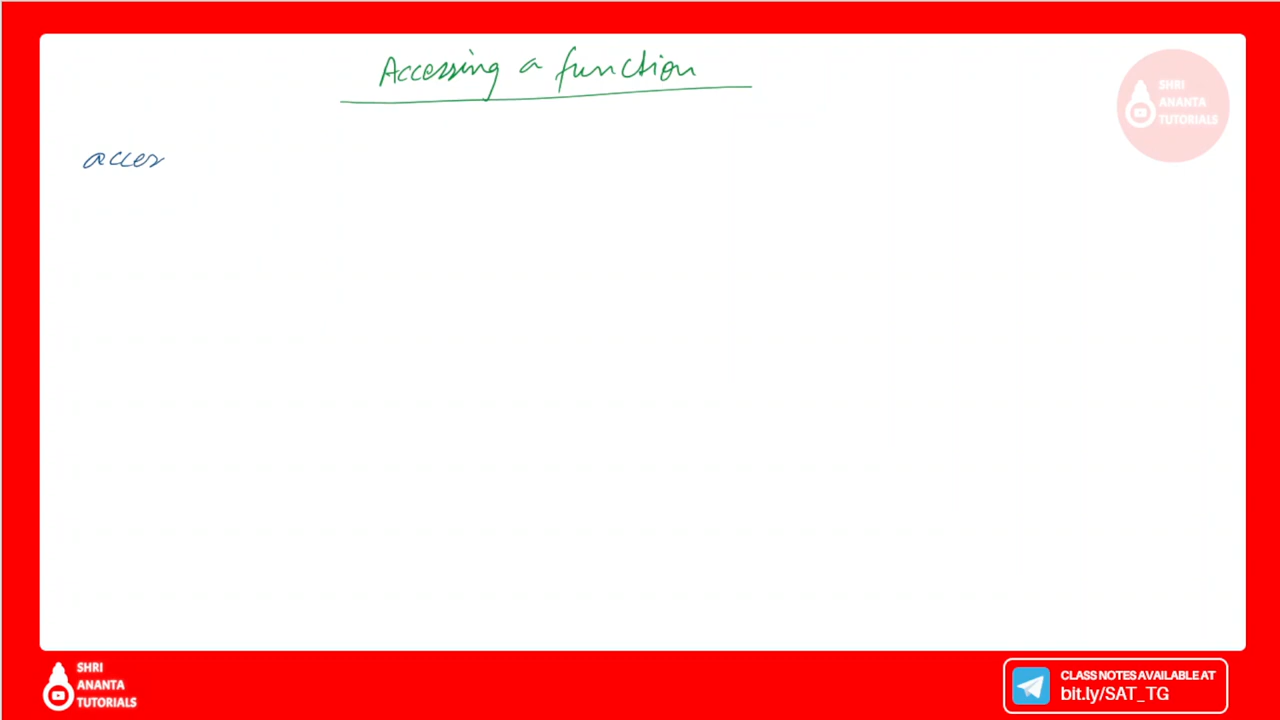 Accessing a function
SHRI
ANANTA
TUTORIALS
acces
SHRI
ANANTA
TUTORIALS
CLASS NOTES AVAILABLE AT
bit.ly/SAT_TG